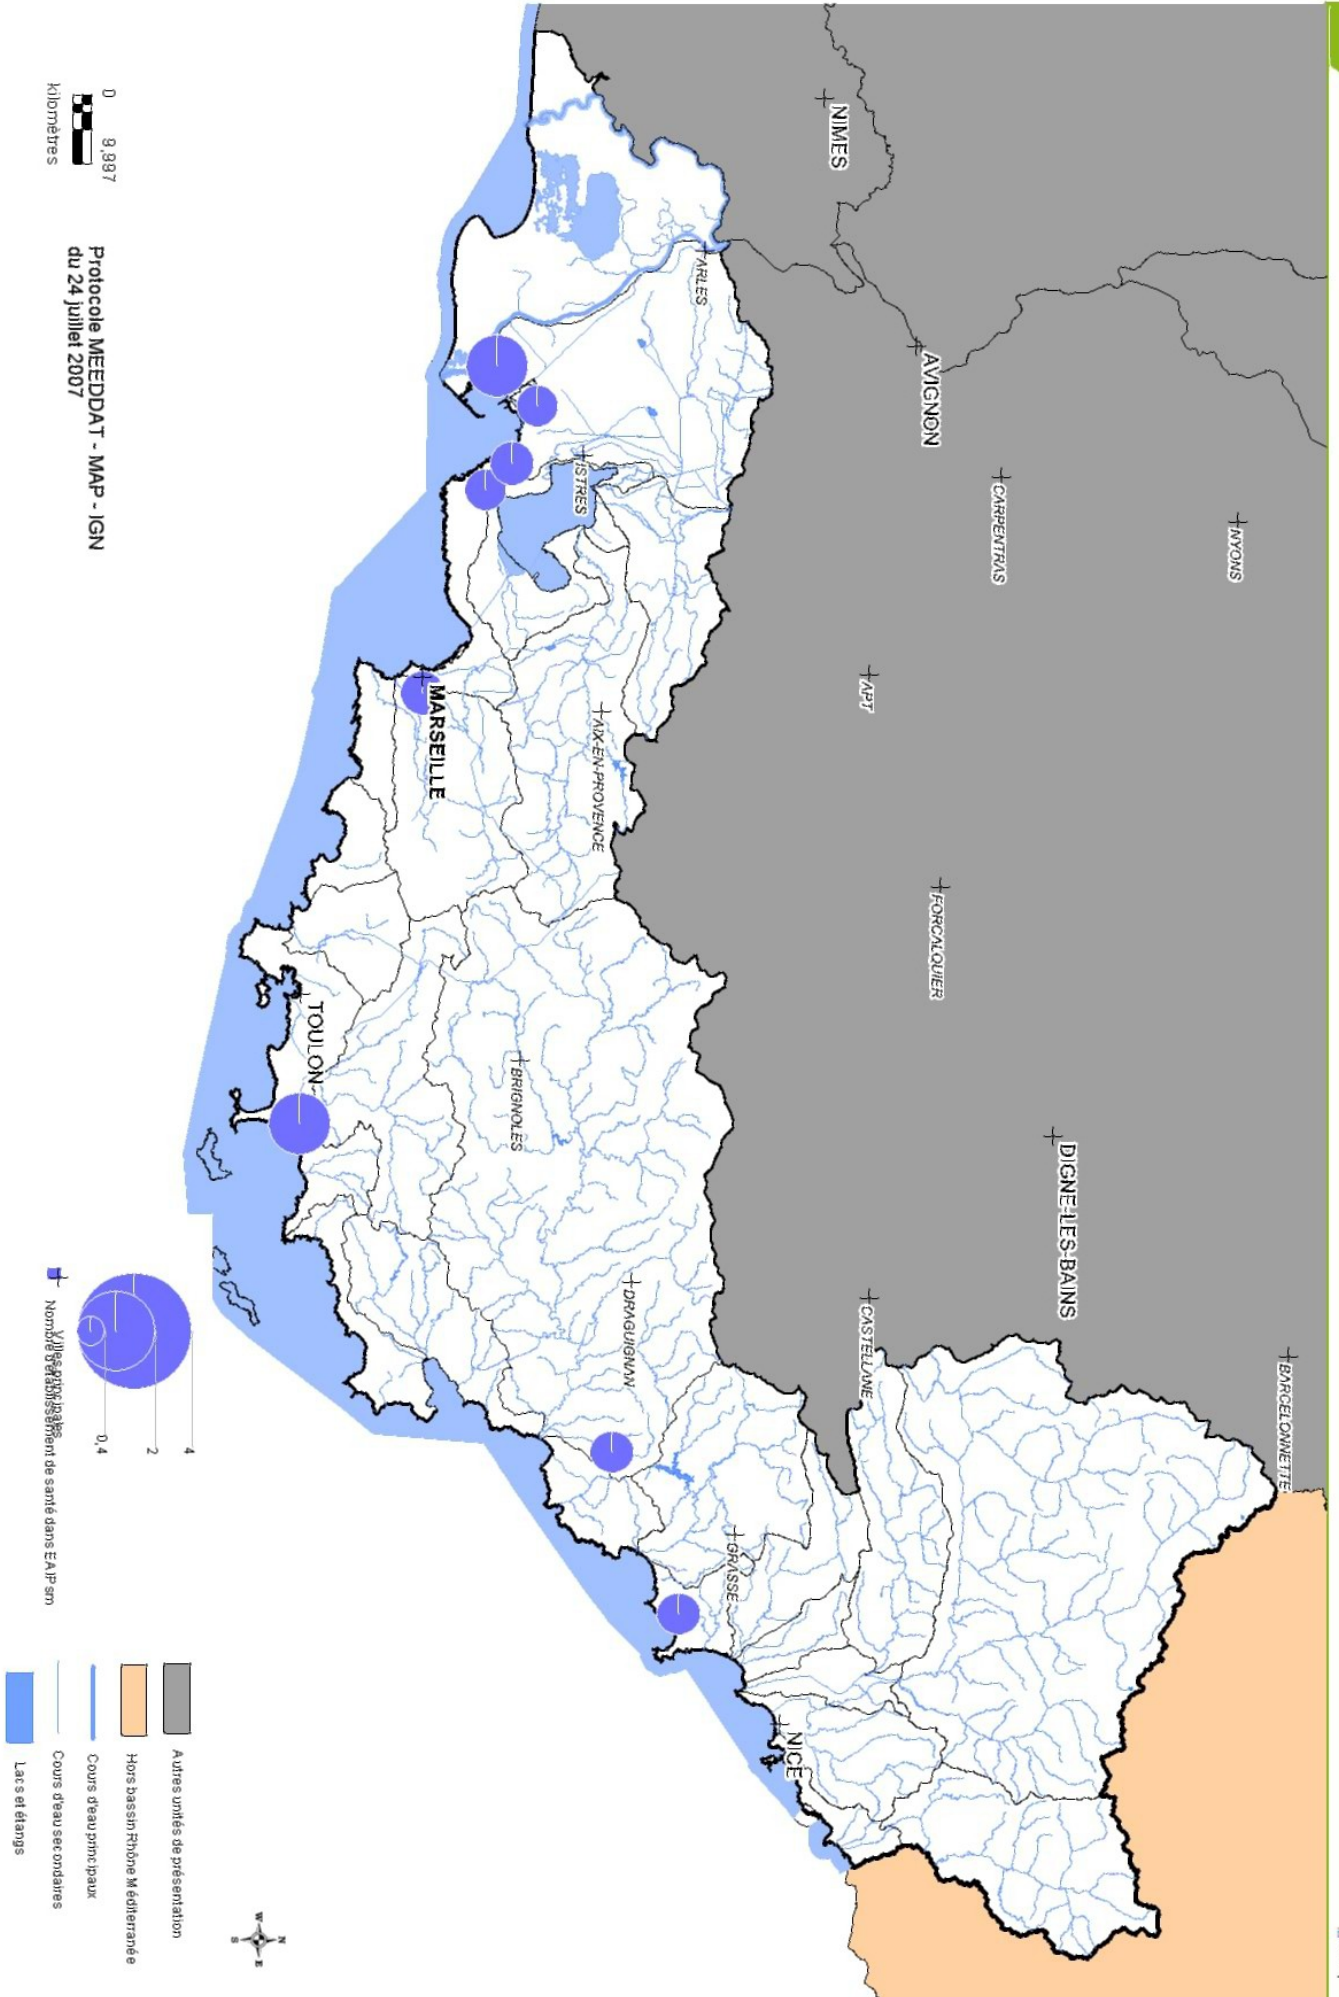 BARCELONNETTE
NYONS
DIGNE-LES-BAINS
CARPENTRAS
FORCALQUIER
AVIGNON
APT
CASTELLANE
NIMES
NICE
GRASSE
ARLES
DRAGUIGNAN
AIX-EN-PROVENCE
ISTRES
BRIGNOLES
MARSEILLE
TOULON
0 9,997
kilomètres
Protocole MEEDDAT - MAP - IGN
du 24 juillet 2007
4
2
0,4
Villes principales
Nombre d'établissement de santé dans EAIPsm
Autres unités de présentation
Hors bassin Rhône Méditerranée
Cours d'eau principaux
Cours d'eau secondaires
Lacs et étangs
N
W
E
S